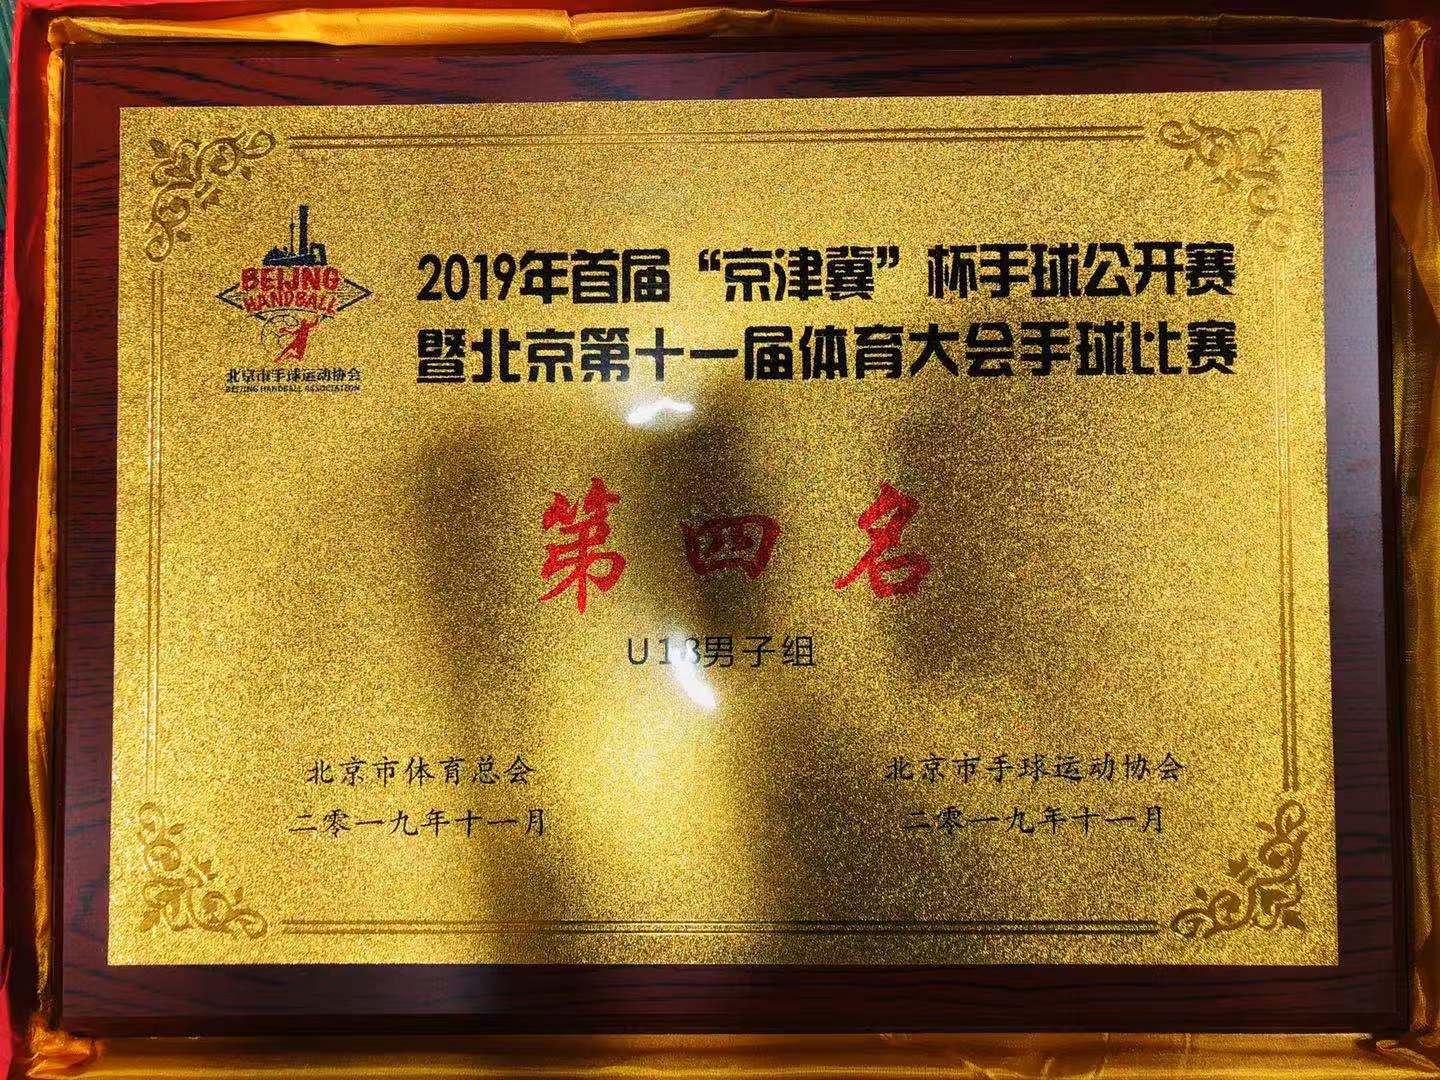 BEIJING
HANDBALL
北京市手球运动协会
BEIJING HANDBALL ASSOCIATION
2019年首届“京津冀”杯手球公开赛
暨北京第十一届体育大会手球比赛
第四名
U18男子组
北京市体育总会
二零一九年十一月
北京市手球运动协会
二零一九年十一月